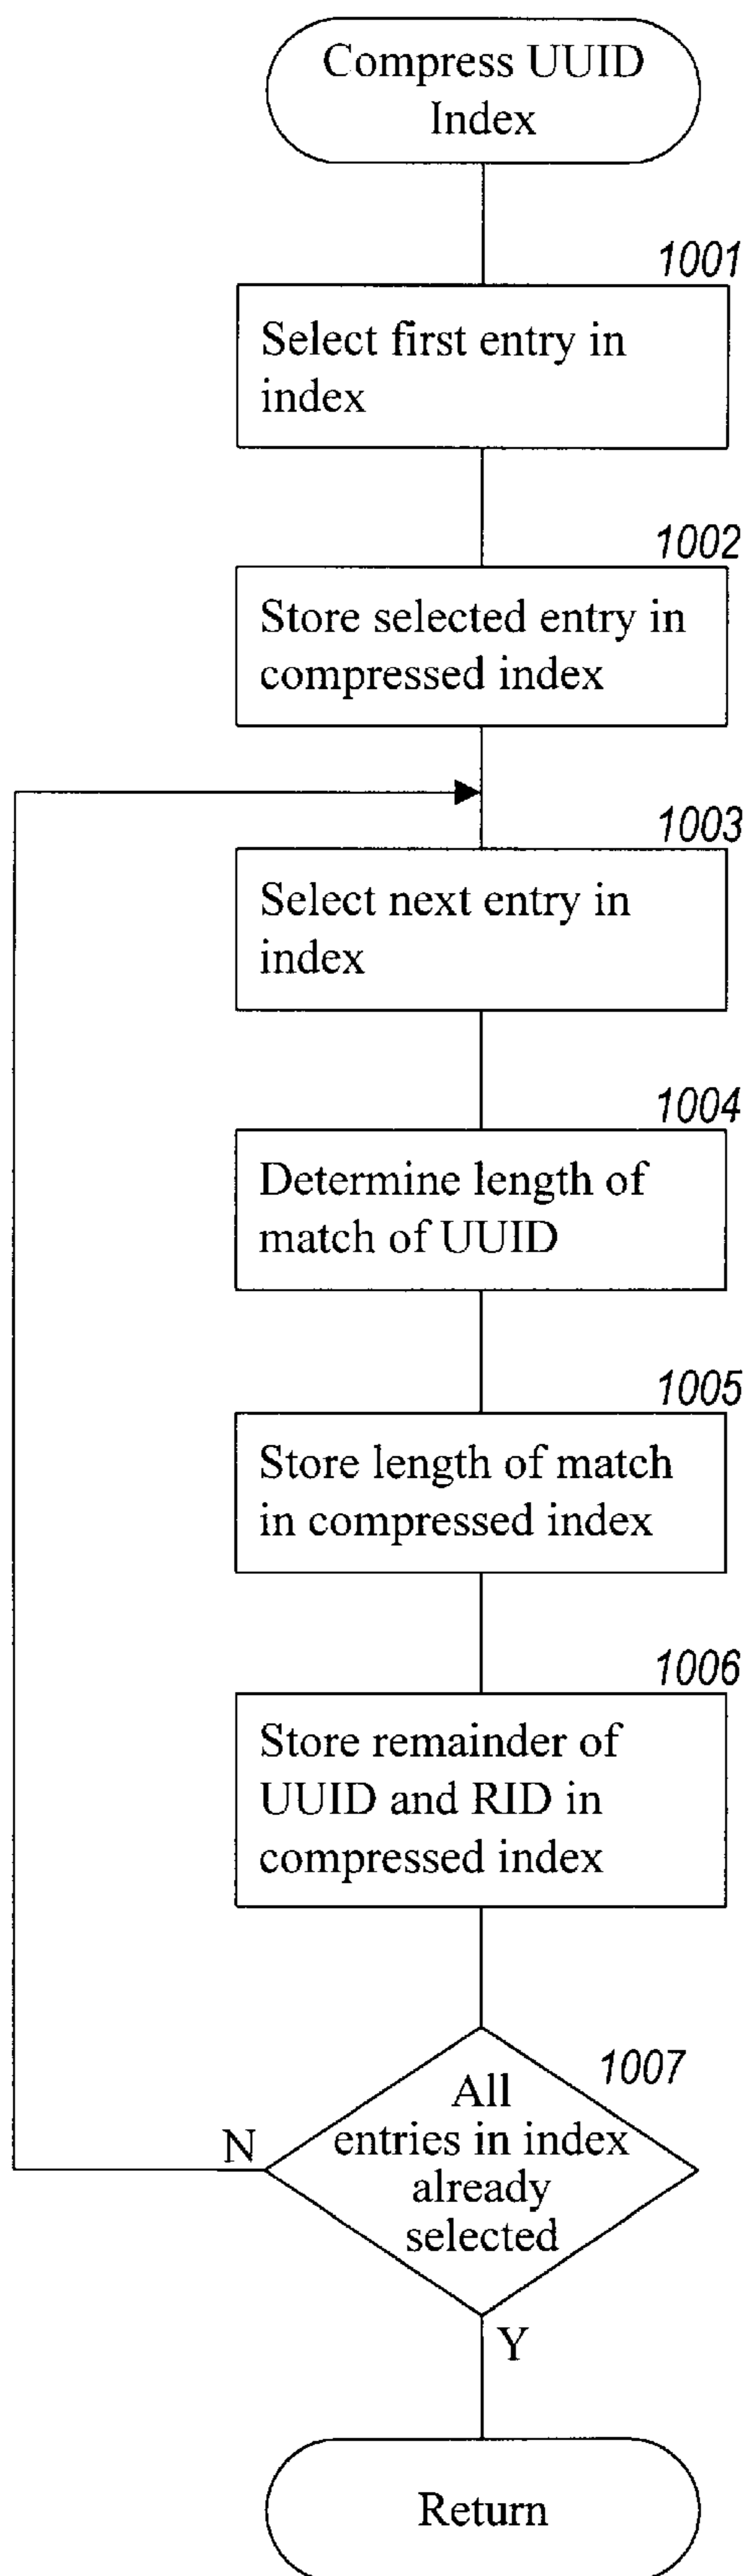 Compress UUID
Index
1001
Select first entry in
index
1002
Store selected entry in
compressed index
1003
Select next entry in
index
1004
Determine length of
match of UUID
1005
Store length of match
in compressed index
1006
Store remainder of
UUID and RID in
compressed index
1007
All
entries in index
already
selected
N
Y
Return